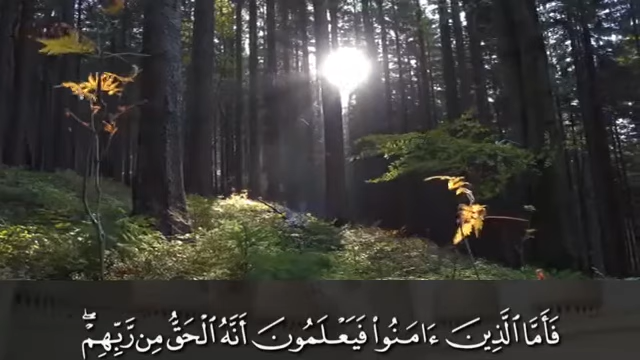 فَأَمَّا ٱلَّذِينَ ءَامَنُوا۟ فَيَعْلَمُونَ أَنَّهُ ٱلْحَقُّ مِن رَّبِّهِمْ ۖ